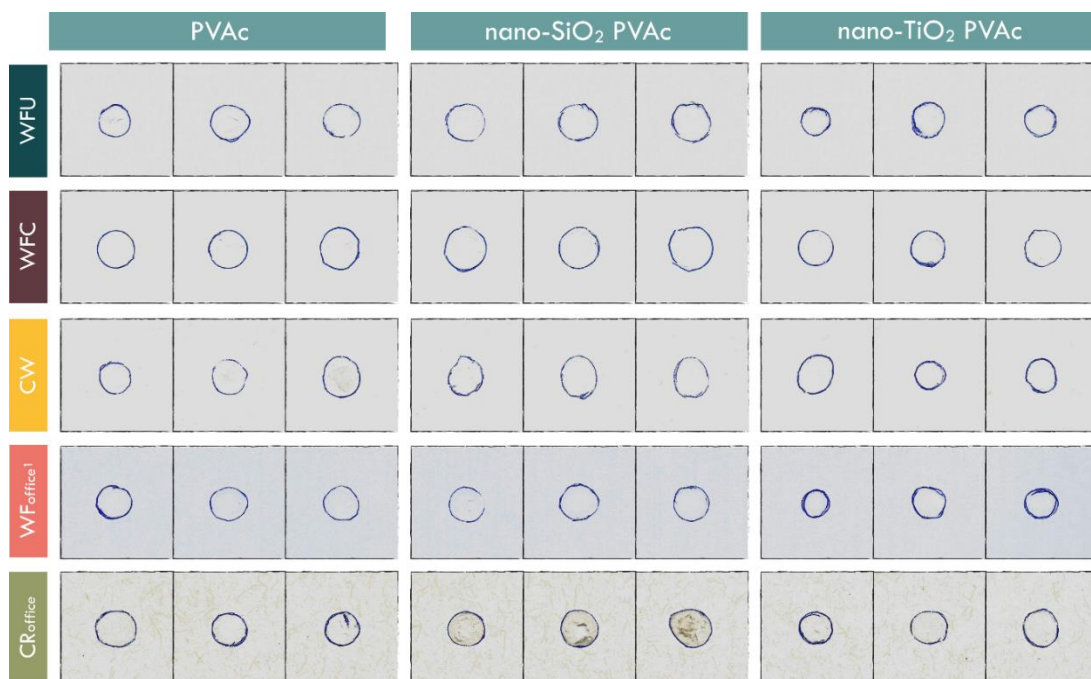 PVAc
nano-SiO₂ PVAc
nano-TiO₂ PVAc
WFU
WFC
CW
WFoffice¹
CRoffice